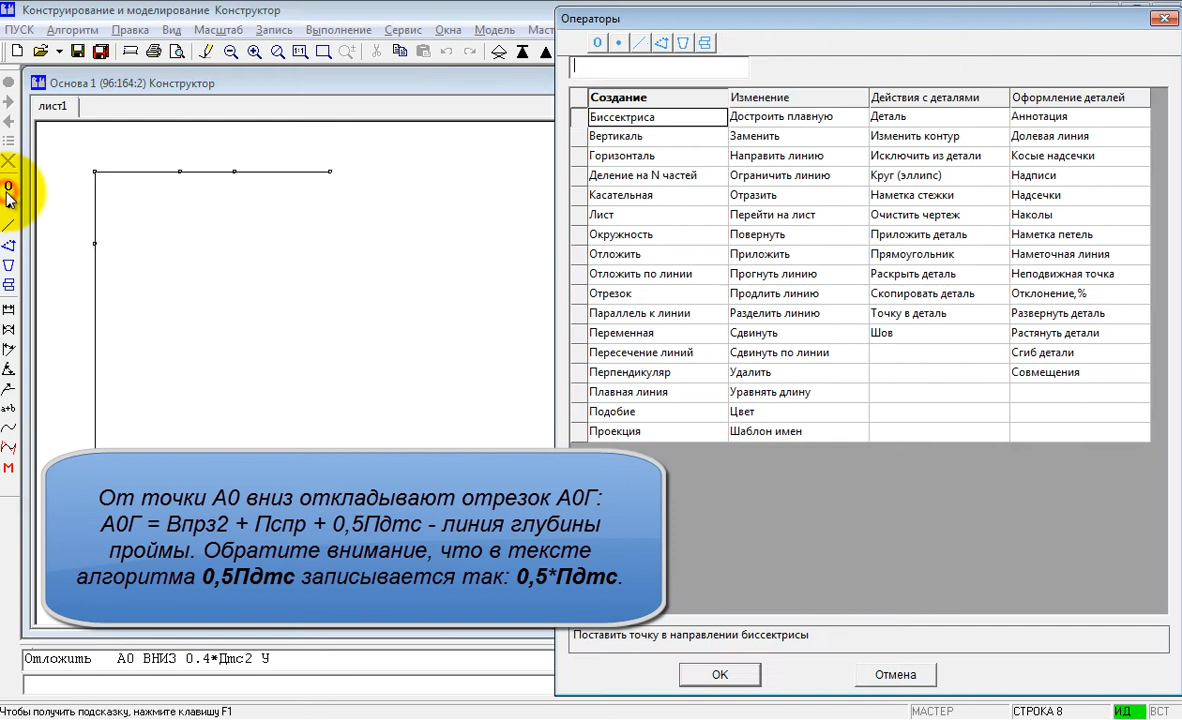 Конструирование и моделирование Конструктор
ПУСК Алгоритм Правка Вид Масштаб Запись Выполнение Сервис Окна Модель Маст
Основа 1 (96:164:2) Конструктор
лист1
Операторы
Создание Изменение Действия с деталями Оформление деталей
Биссектриса Достроить плавную Деталь Аннотация
Вертикаль Заменить Изменить контур Долевая линия
Горизонталь Направить линию Исключить из детали Косые надсечки
Деление на N частей Ограничить линию Круг (эллипс) Надписи
Касательная Отразить Наметка стежки Надсечки
Лист Перейти на лист Очистить чертеж Наколы
Окружность Повернуть Приложить деталь Наметка петель
Отложить Приложить Прямоугольник Наметочная линия
Отложить по линии Прогнуть линию Раскрыть деталь Неподвижная точка
Отрезок Продлить линию Скопировать деталь Отклонение,%
Параллель к линии Разделить линию Точку в деталь Развернуть деталь
Переменная Сдвинуть Шов Растянуть детали
Пересечение линий Сдвинуть по линии Сгиб детали
Перпендикуляр Удалить Совмещения
Плавная линия Уравнять длину
Подобие Цвет
Проекция Шаблон имен
От точки А0 вниз откладывают отрезок А0Г:
А0Г = Впрз2 + Пспр + 0,5Пдтс - линия глубины
проймы. Обратите внимание, что в тексте
алгоритма 0,5Пдтс записывается так: 0,5*Пдтс.
Поставить точку в направлении биссектрисы
OK Отмена
Отложить А0 ВНИЗ 0.4*Дтс2 У
Чтобы получить подсказку, нажмите клавишу F1
МАСТЕР СТРОКА 8 ИД ВСТ